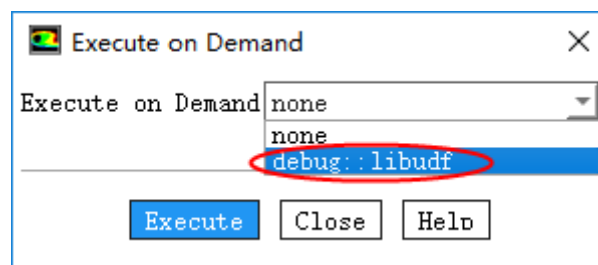 Execute on Demand
Execute on Demand none
none
debug::libudf
Execute Close Help